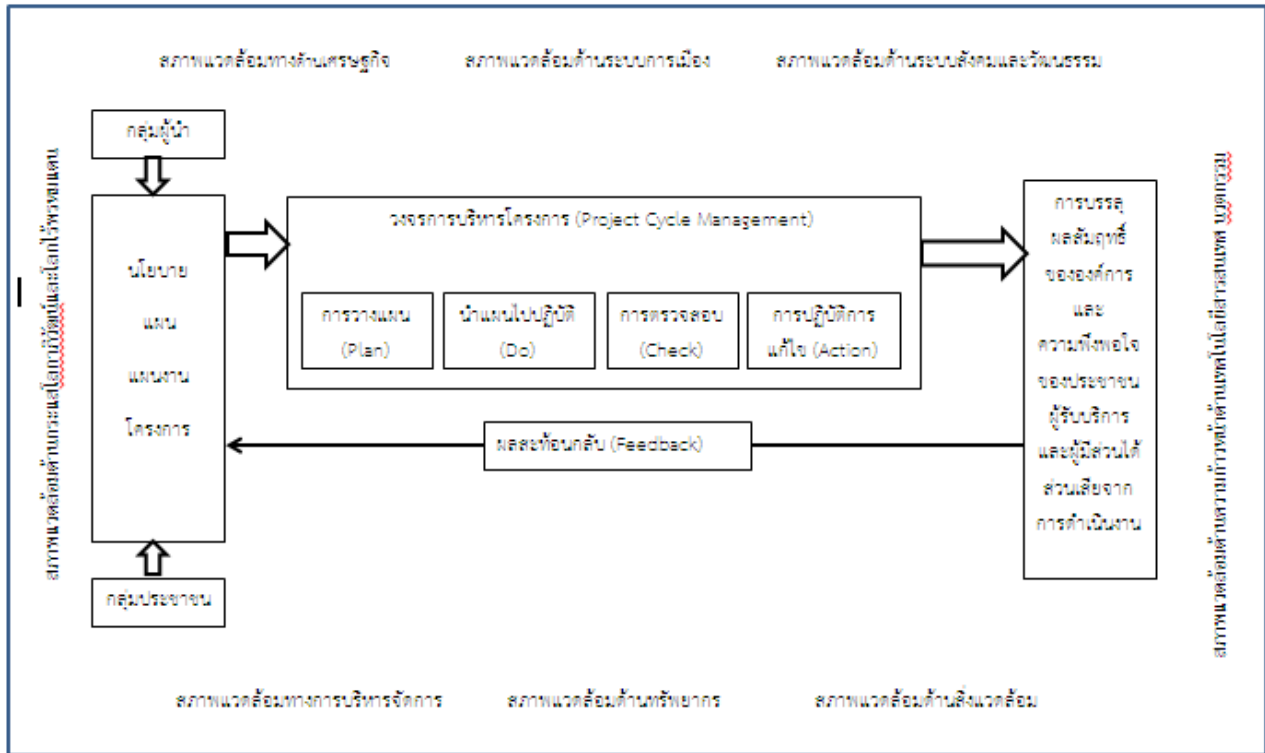 สภาพแวดล้อมทางด้านเศรษฐกิจ
สภาพแวดล้อมด้านระบบการเมือง
สภาพแวดล้อมด้านระบบสังคมและวัฒนธรรม
สภาพแวดล้อมด้านกระแสโลกาภิวัตน์และโลกไร้พรหมแดน
กลุ่มผู้นำ
นโยบาย
แผน
แผนงาน
โครงการ
กลุ่มประชาชน
วงจรการบริหารโครงการ (Project Cycle Management)
การวางแผน
(Plan)
นำแผนไปปฏิบัติ
(Do)
การตรวจสอบ
(Check)
การปฏิบัติการ
แก้ไข (Action)
ผลสะท้อนกลับ (Feedback)
การบรรลุ
ผลสัมฤทธิ์
ขององค์การ
และ
ความพึงพอใจ
ของประชาชน
ผู้รับบริการ
และผู้มีส่วนได้
ส่วนเสียจาก
การดำเนินงาน
สภาพแวดล้อมด้านความก้าวหน้าด้านเทคโนโลยีสารสนเทศ นวตกรรม
สภาพแวดล้อมทางการบริหารจัดการ
สภาพแวดล้อมด้านทรัพยากร
สภาพแวดล้อมด้านสิ่งแวดล้อม